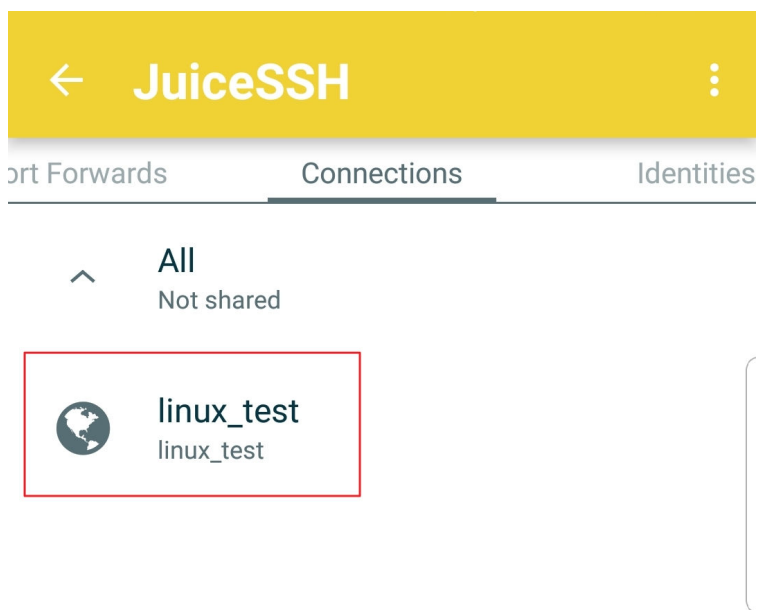 JuiceSSH
ort Forwards Connections Identities
All
Not shared
linux_test
linux_test